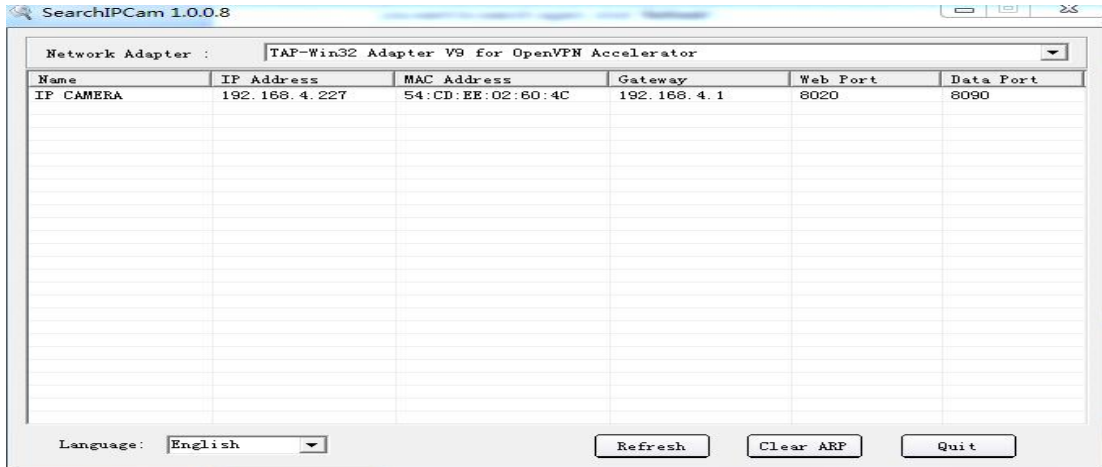 SearchIPCam 1.0.0.8
Network Adapter : TAP-Win32 Adapter V9 for OpenVPN Accelerator
Name IP Address MAC Address Gateway Web Port Data Port
IP CAMERA 192.168.4.227 54:CD:EE:02:60:4C 192.168.4.1 8020 8090
Language: English Refresh Clear ARP Quit